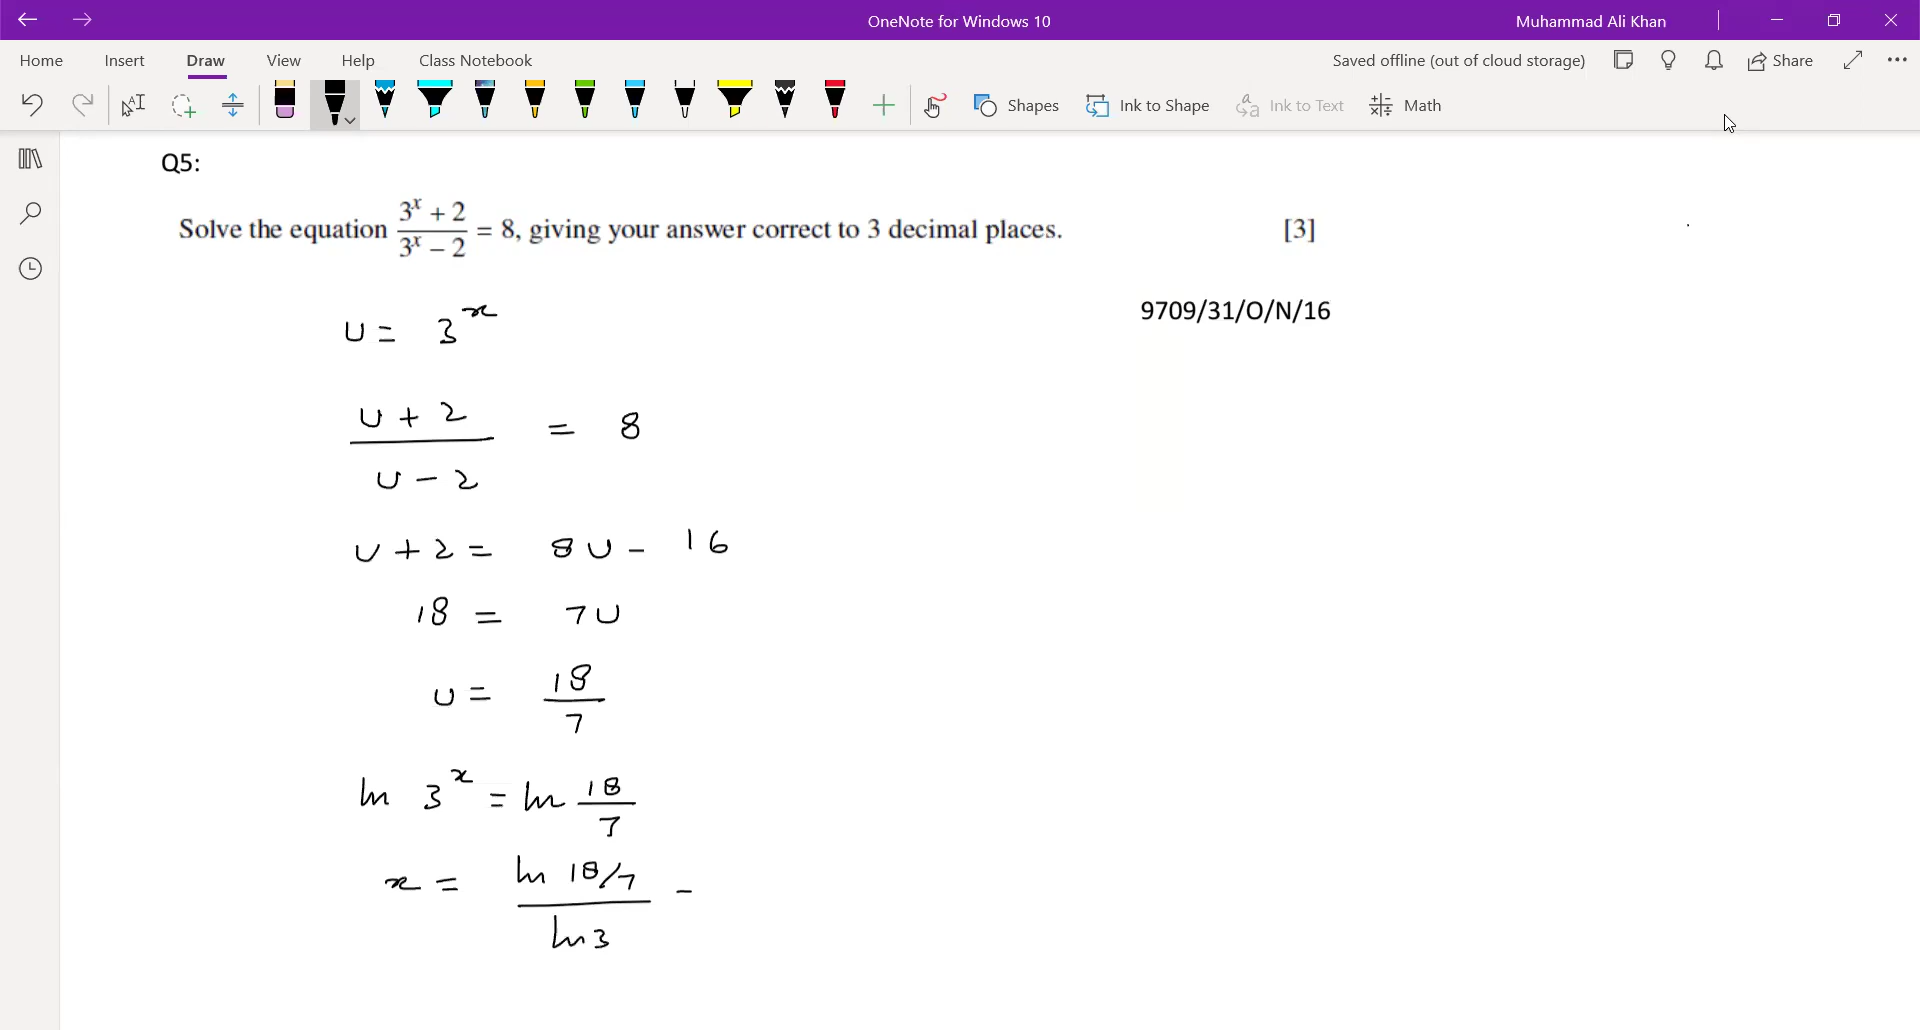 OneNote for Windows 10
Muhammad Ali Khan
Home Insert Draw View Help Class Notebook
Saved offline (out of cloud storage) Share
Shapes Ink to Shape Ink to Text Math
Q5:
Solve the equation (3^x + 2)/(3^x − 2) = 8, giving your answer correct to 3 decimal places. [3]
9709/31/O/N/16
u = 3^x
(u + 2)/(u − 2) = 8
u + 2 = 8u − 16
18 = 7u
u = 18/7
ln 3^x = ln 18/7
x = (ln 18/7)/(ln 3) −